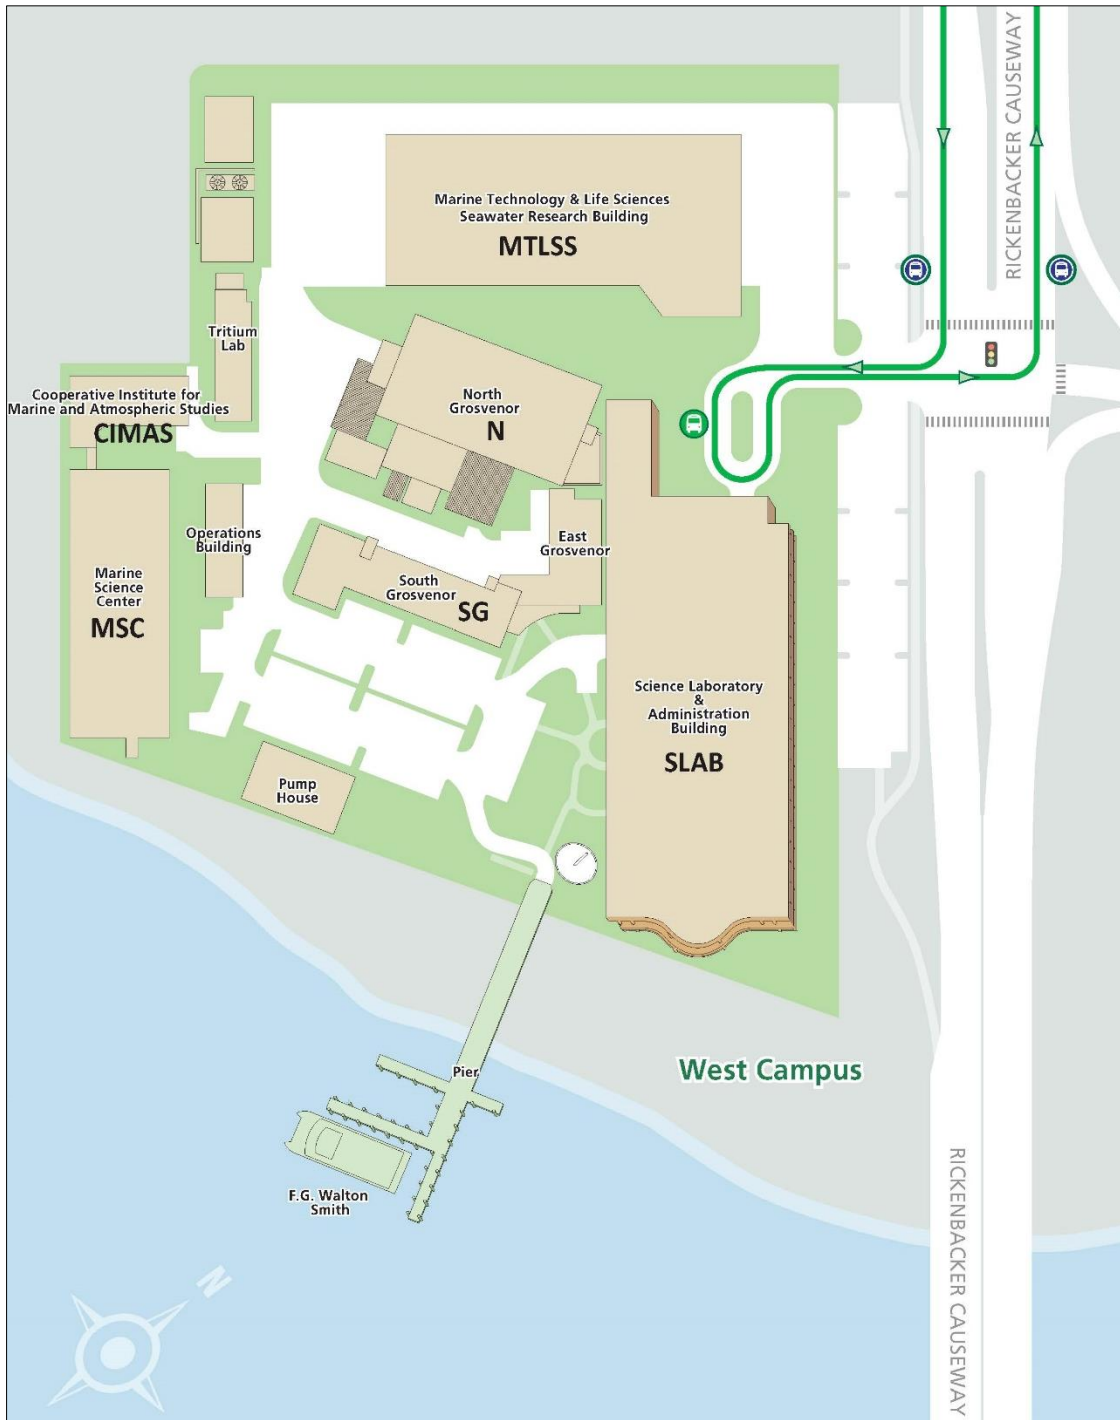 RICKENBACKER CAUSEWAY
Marine Technology & Life Sciences
Seawater Research Building
MTLSS
Tritium
Lab
Cooperative Institute for
Marine and Atmospheric Studies
CIMAS
North
Grosvenor
N
Operations
Building
East
Grosvenor
Marine
Science
Center
MSC
South
Grosvenor
SG
Science Laboratory
&
Administration
Building
SLAB
Pump
House
West Campus
Pier
F.G. Walton
Smith
RICKENBACKER CAUSEWAY
N